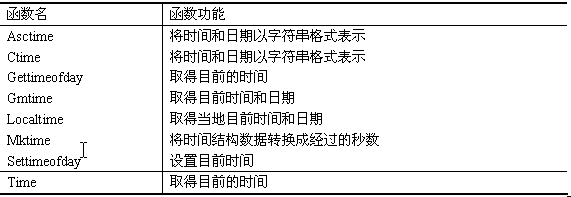 函数名 函数功能
Asctime 将时间和日期以字符串格式表示
Ctime 将时间和日期以字符串格式表示
Gettimeofday 取得目前的时间
Gmtime 取得目前时间和日期
Localtime 取得当地目前时间和日期
Mktime 将时间结构数据转换成经过的秒数
Settimeofday 设置目前时间
Time 取得目前的时间